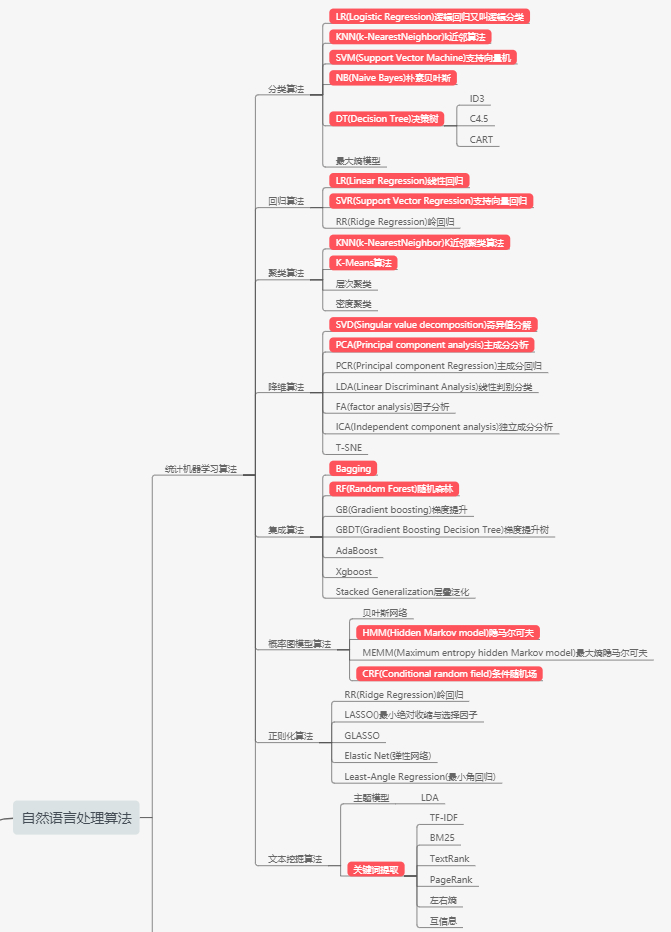 自然语言处理算法
统计机器学习算法
分类算法
LR(Logistic Regression)逻辑回归又叫逻辑分类
KNN(k-NearestNeighbor)k近邻算法
SVM(Support Vector Machine)支持向量机
NB(Naive Bayes)朴素贝叶斯
DT(Decision Tree)决策树
ID3
C4.5
CART
最大熵模型
回归算法
LR(Linear Regression)线性回归
SVR(Support Vector Regression)支持向量回归
RR(Ridge Regression)岭回归
聚类算法
KNN(k-NearestNeighbor)K近邻聚类算法
K-Means算法
层次聚类
密度聚类
降维算法
SVD(Singular value decomposition)奇异值分解
PCA(Principal component analysis)主成分分析
PCR(Principal component Regression)主成分回归
LDA(Linear Discriminant Analysis)线性判别分类
FA(factor analysis)因子分析
ICA(Independent component analysis)独立成分分析
T-SNE
集成算法
Bagging
RF(Random Forest)随机森林
GB(Gradient boosting)梯度提升
GBDT(Gradient Boosting Decision Tree)梯度提升树
AdaBoost
Xgboost
Stacked Generalization层叠泛化
概率图模型算法
贝叶斯网络
HMM(Hidden Markov model)隐马尔可夫
MEMM(Maximum entropy hidden Markov model)最大熵隐马尔可夫
CRF(Conditional random field)条件随机场
正则化算法
RR(Ridge Regression)岭回归
LASSO()最小绝对收缩与选择因子
GLASSO
Elastic Net(弹性网络)
Least-Angle Regression(最小角回归)
文本挖掘算法
主题模型
LDA
关键词提取
TF-IDF
BM25
TextRank
PageRank
左右熵
互信息